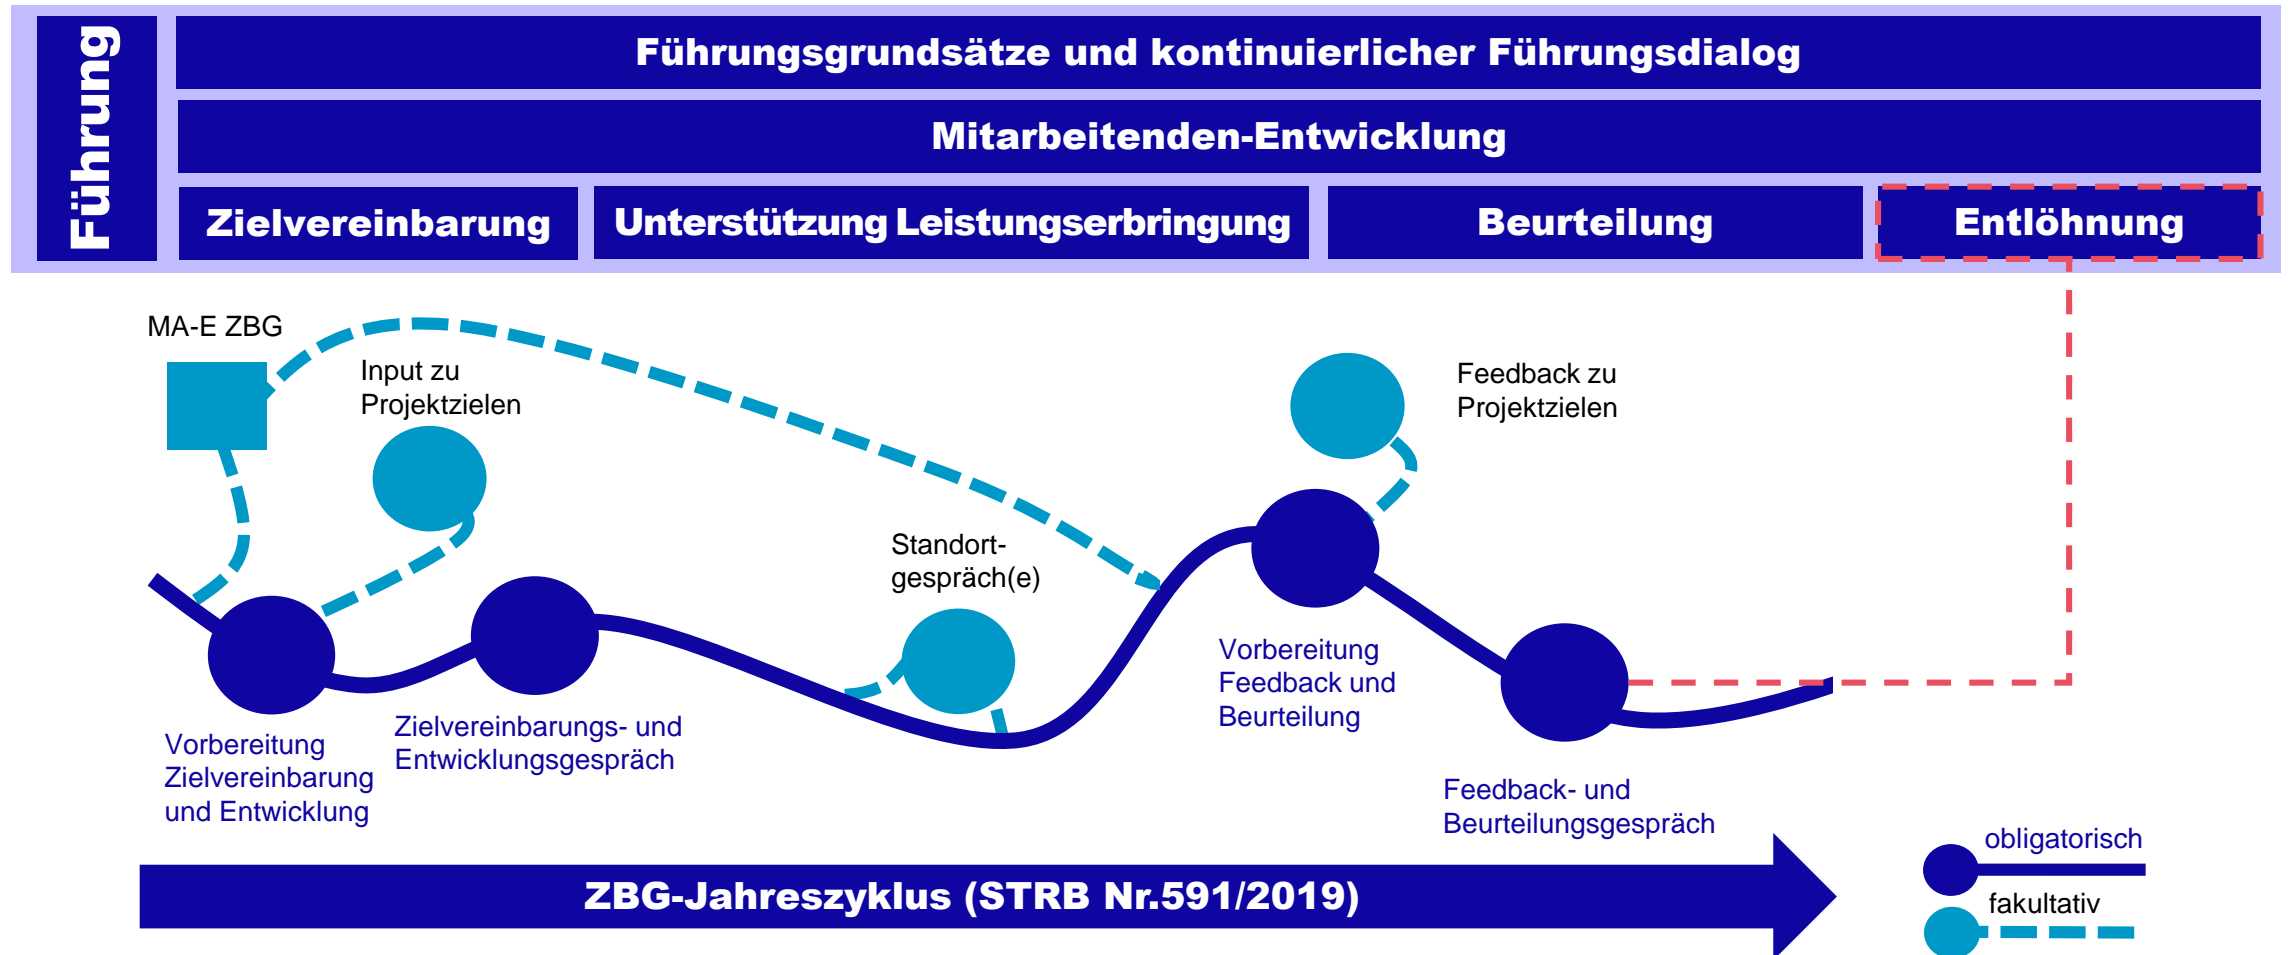 Führung
Führungsgrundsätze und kontinuierlicher Führungsdialog
Mitarbeitenden-Entwicklung
Zielvereinbarung
Unterstützung Leistungserbringung
Beurteilung
Entlöhnung
MA-E ZBG
Input zu
Projektzielen
Feedback zu
Projektzielen
Standort-
gespräch(e)
Vorbereitung
Zielvereinbarung
und Entwicklung
Zielvereinbarungs- und
Entwicklungsgespräch
Vorbereitung
Feedback und
Beurteilung
Feedback- und
Beurteilungsgespräch
ZBG-Jahreszyklus (STRB Nr.591/2019)
obligatorisch
fakultativ